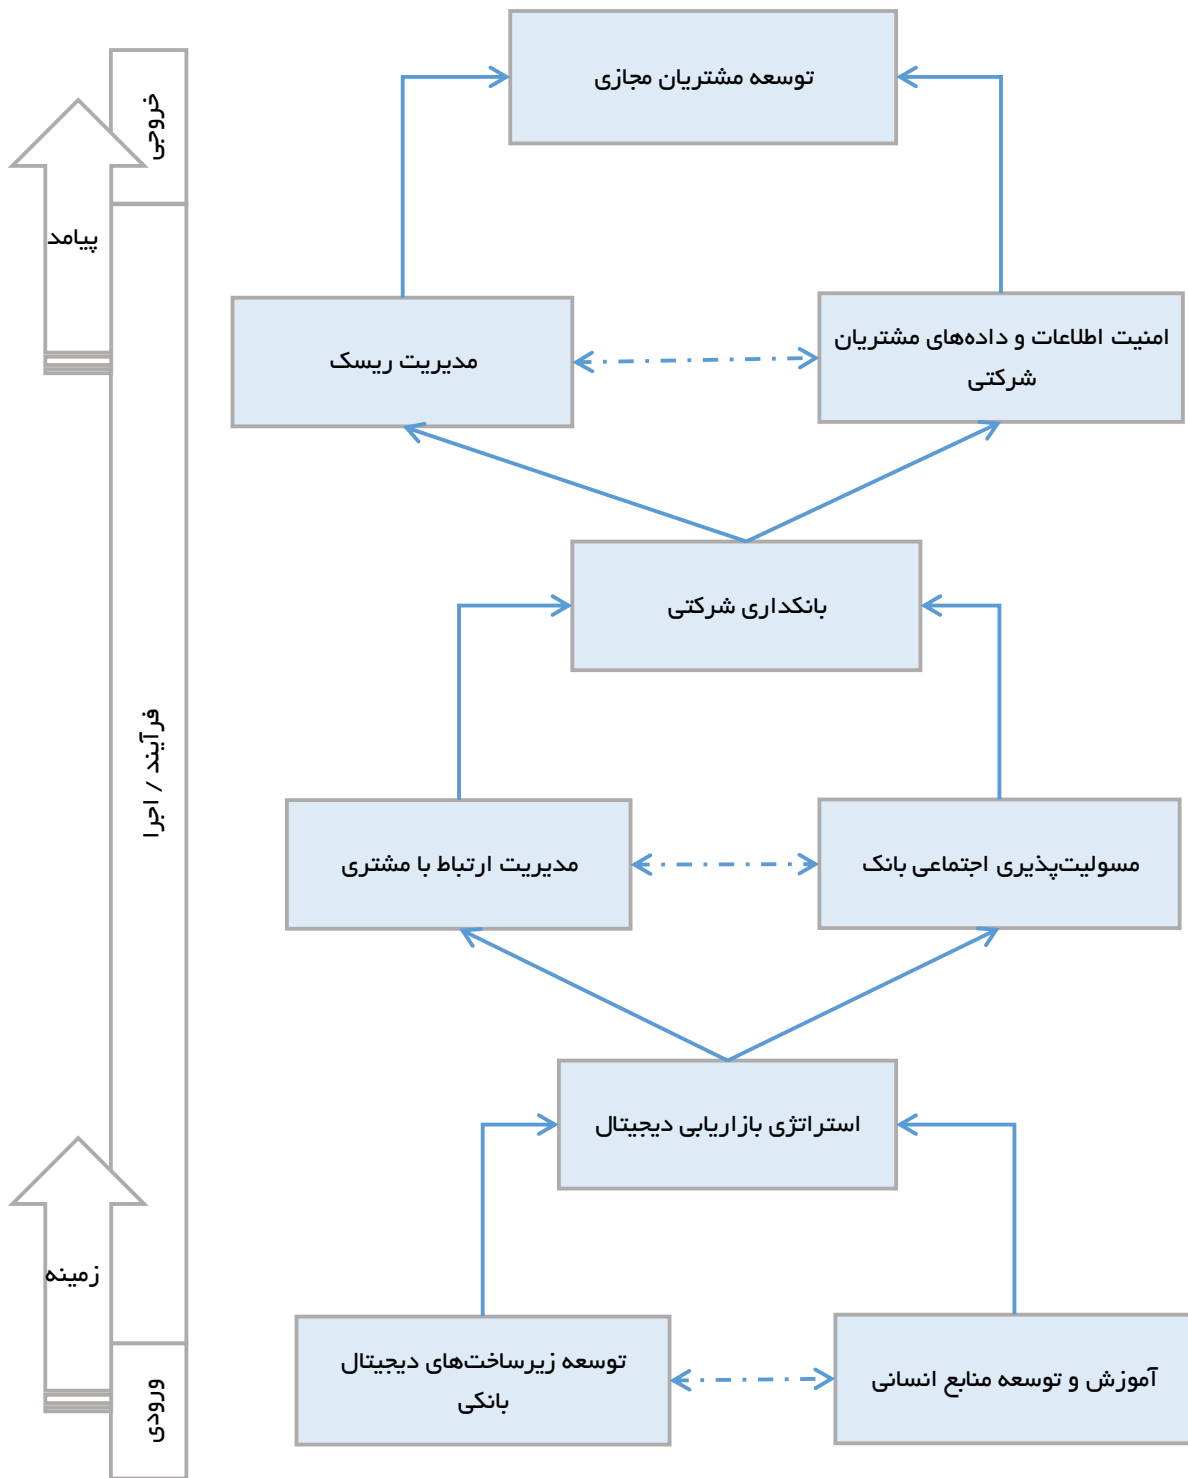 توسعه مشتریان مجازی
خروجی
پیامد
امنیت اطلاعات و داده‌های مشتریان
شرکتی
مدیریت ریسک
بانکداری شرکتی
فرآیند / اجرا
مسولیت‌پذیری اجتماعی بانک
مدیریت ارتباط با مشتری
استراتژی بازاریابی دیجیتال
زمینه
آموزش و توسعه منابع انسانی
توسعه زیرساخت‌های دیجیتال
بانکی
ورودی